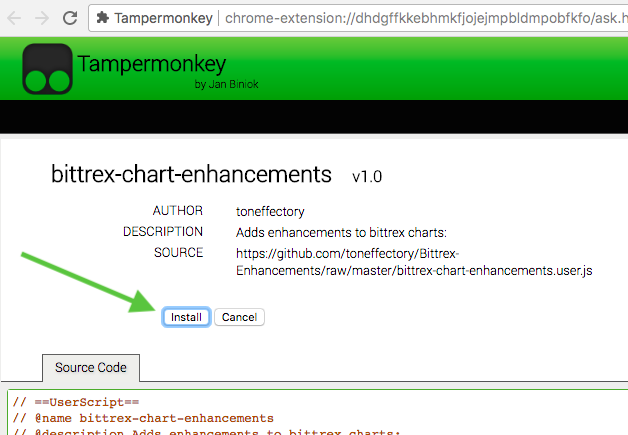 Tampermonkey chrome-extension://dhdgffkkebhmkfjojejmpbldmpobfkfo/ask.h
Tampermonkey
by Jan Biniok
bittrex-chart-enhancements v1.0
AUTHOR toneffectory
DESCRIPTION Adds enhancements to bittrex charts:
SOURCE https://github.com/toneffectory/Bittrex-
Enhancements/raw/master/bittrex-chart-enhancements.user.js
Install Cancel
Source Code
// ==UserScript==
// @name bittrex-chart-enhancements
// @description Adds enhancements to bittrex charts: